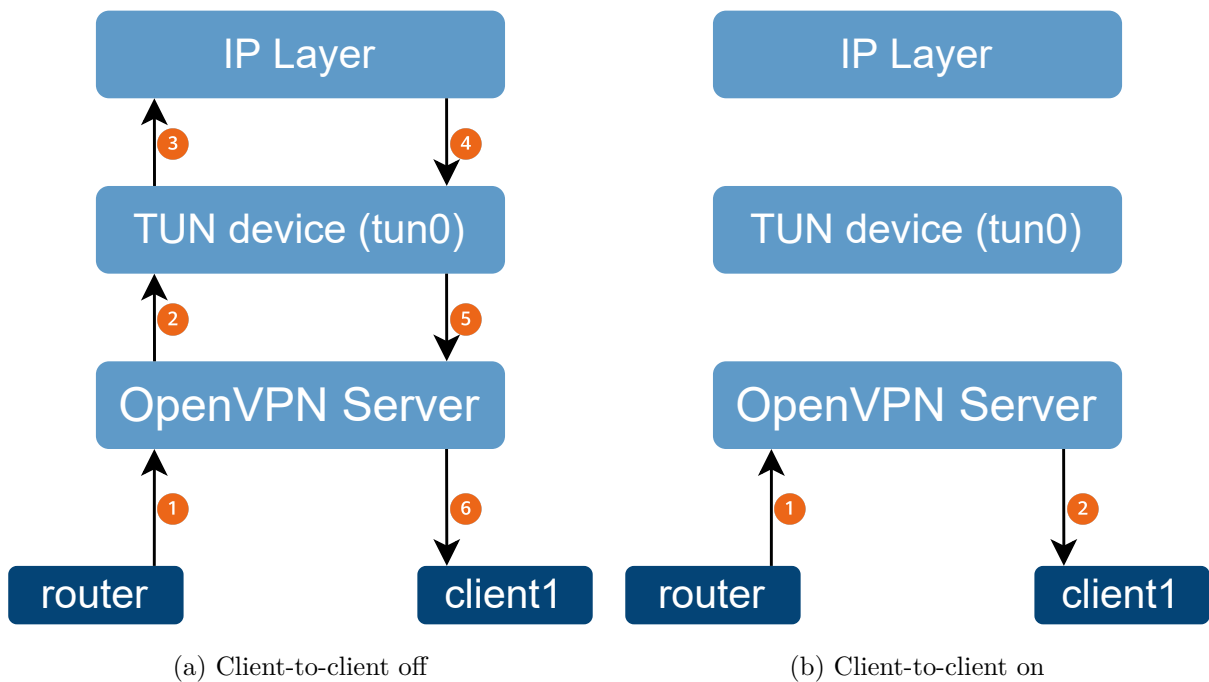 IP Layer
3
4
TUN device (tun0)
2
5
OpenVPN Server
1
6
router
client1
(a) Client-to-client off
IP Layer
TUN device (tun0)
OpenVPN Server
1
2
router
client1
(b) Client-to-client on